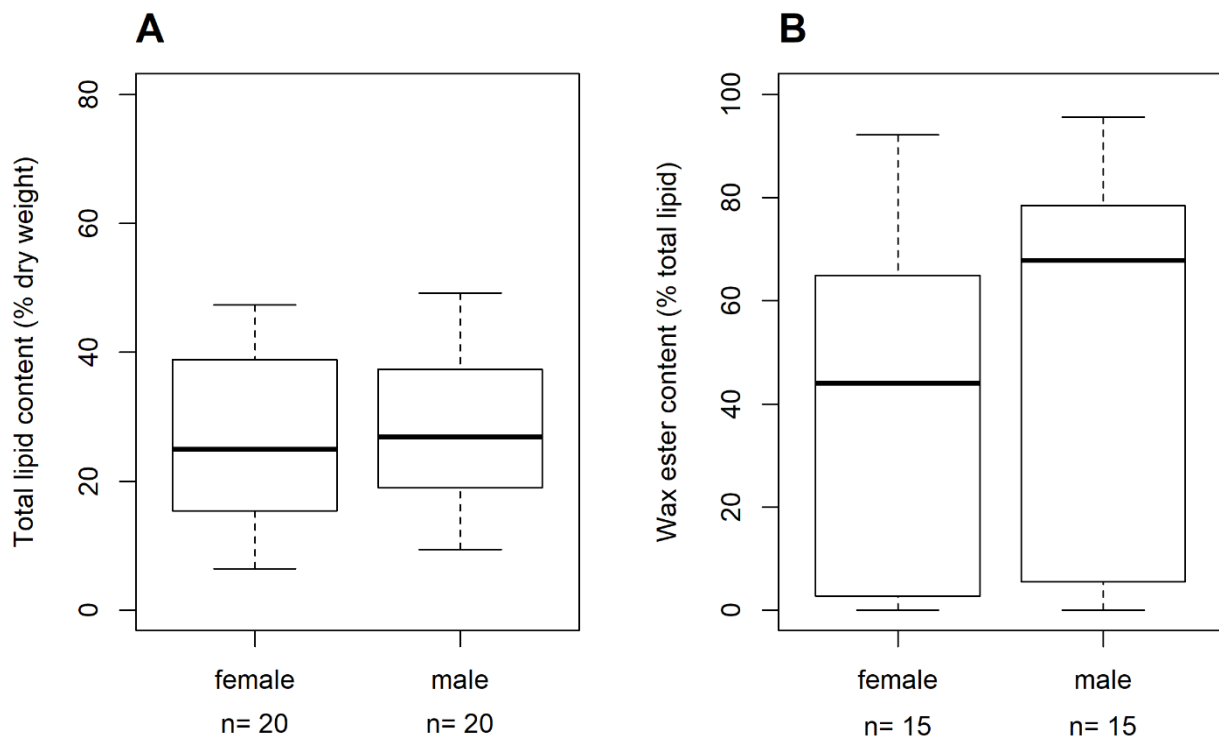 A
Total lipid content (% dry weight)
80
60
40
20
0
female male
n= 20 n= 20
B
Wax ester content (% total lipid)
100
80
60
40
20
0
female male
n= 15 n= 15